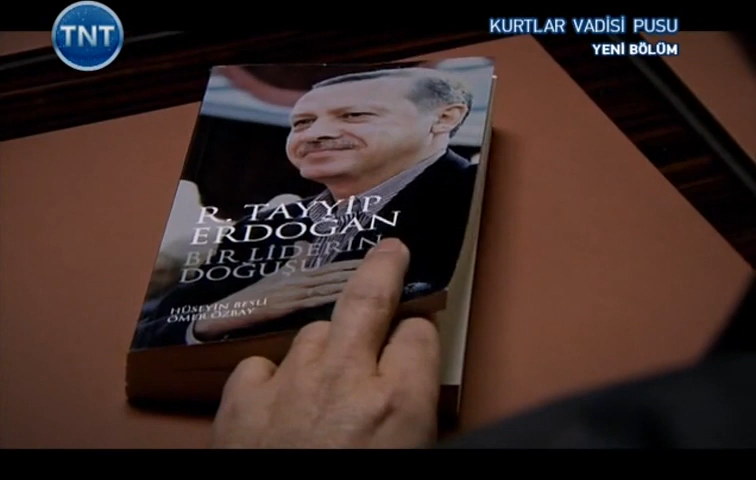 TNT
KURTLAR VADİSİ PUSU
YENİ BÖLÜM
R. TAYYİP
ERDOĞAN
BİR LİDERİN
DOĞUŞU
HÜSEYİN BESLİ
ÖMER ÖZBAY